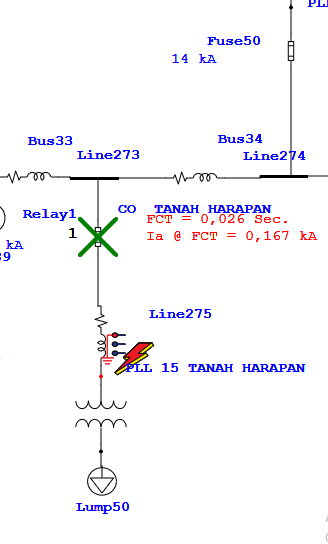 PLL
Fuse50
14 kA
Bus33
Bus34
Line273
Line274
CO TANAH HARAPAN
Relay1
FCT = 0,026 Sec.
1
Ia @ FCT = 0,167 kA
kA
Line275
PLL 15 TANAH HARAPAN
Lump50